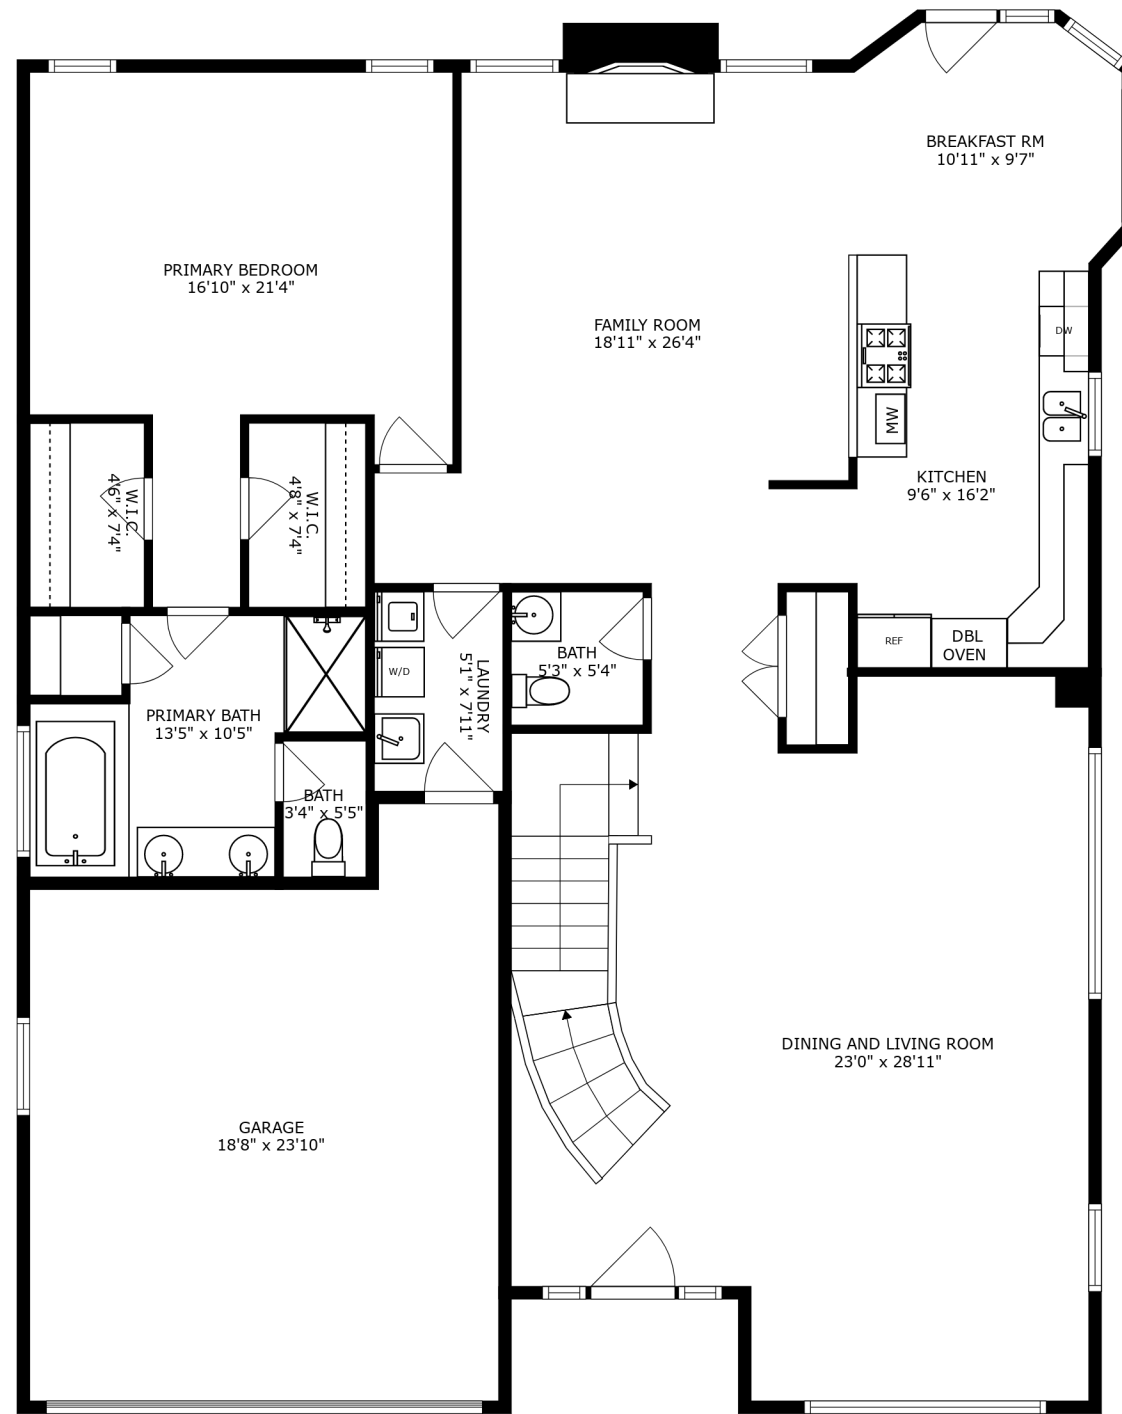 BREAKFAST RM
10'11" x 9'7"
PRIMARY BEDROOM
16'10" x 21'4"
FAMILY ROOM
18'11" x 26'4"
DW
MW
KITCHEN
9'6" x 16'2"
W.I.C.
4'6" x 7'4"
W.I.C.
4'8" x 7'4"
REF
DBL
OVEN
W/D
LAUNDRY
5'1" x 7'11"
BATH
5'3" x 5'4"
PRIMARY BATH
13'5" x 10'5"
BATH
3'4" x 5'5"
DINING AND LIVING ROOM
23'0" x 28'11"
GARAGE
18'8" x 23'10"